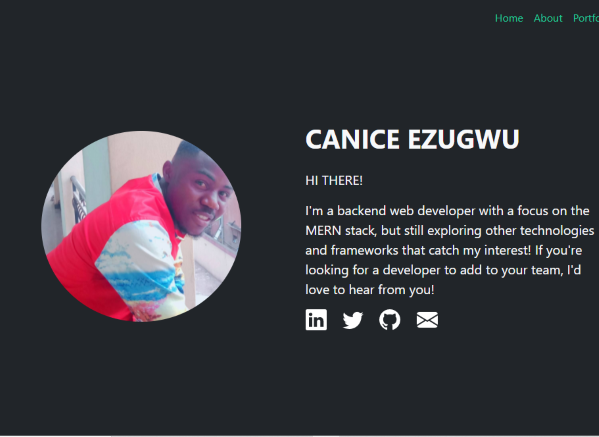 Home About Portfo
CANICE EZUGWU
HI THERE!
I'm a backend web developer with a focus on the
MERN stack, but still exploring other technologies
and frameworks that catch my interest! If you're
looking for a developer to add to your team, I'd
love to hear from you!
in